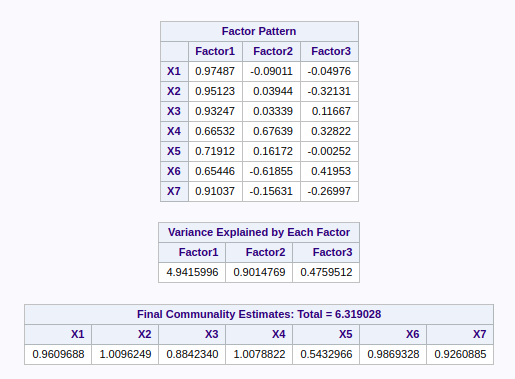 Factor Pattern
Factor1 Factor2 Factor3
X1 0.97487 -0.09011 -0.04976
X2 0.95123 0.03944 -0.32131
X3 0.93247 0.03339 0.11667
X4 0.66532 0.67639 0.32822
X5 0.71912 0.16172 -0.00252
X6 0.65446 -0.61855 0.41953
X7 0.91037 -0.15631 -0.26997
Variance Explained by Each Factor
Factor1 Factor2 Factor3
4.9415996 0.9014769 0.4759512
Final Communality Estimates: Total = 6.319028
X1 X2 X3 X4 X5 X6 X7
0.9609688 1.0096249 0.8842340 1.0078822 0.5432966 0.9869328 0.9260885